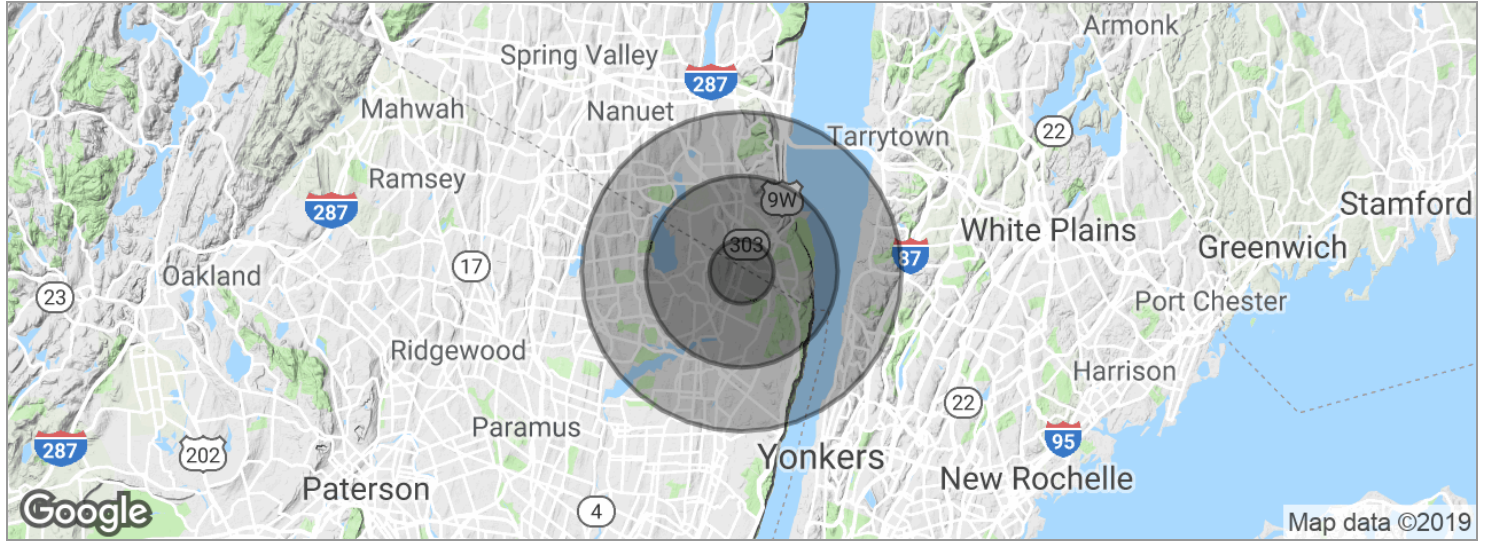 Armonk
Spring Valley
287
Mahwah
Nanuet
Tarrytown
22
Ramsey
287
9W
Stamford
White Plains
303
Greenwich
87
17
Oakland
23
Port Chester
Ridgewood
Harrison
22
Paramus
95
287
202
Yonkers
New Rochelle
Paterson
4
Google
Map data ©2019